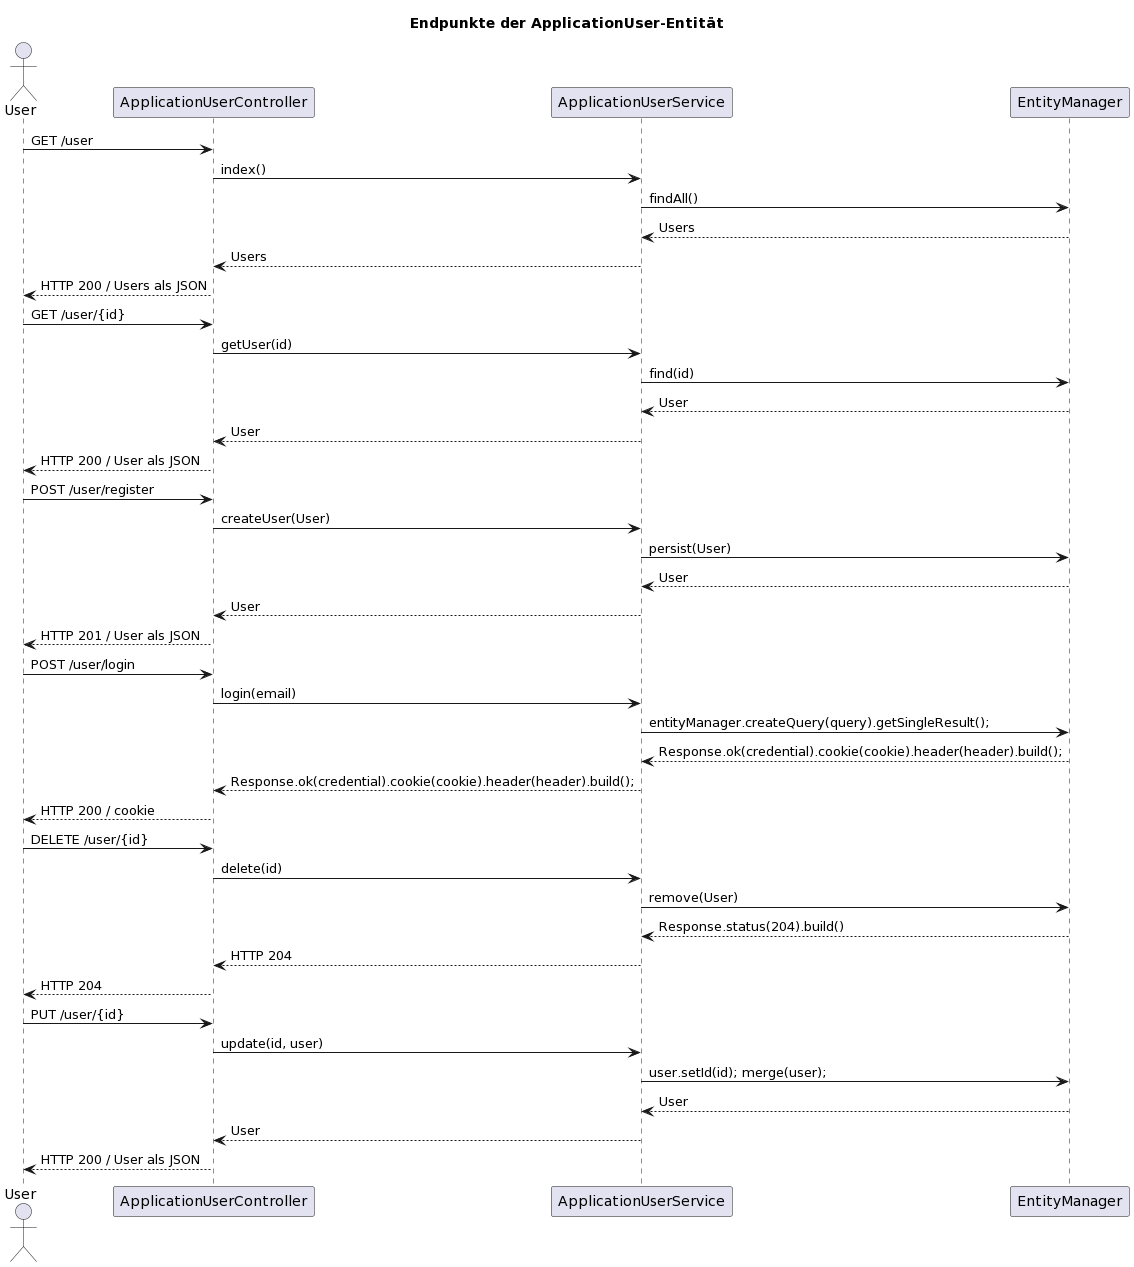 Endpunkte der ApplicationUser-Entität
User
ApplicationUserController
ApplicationUserService
EntityManager
GET /user
index()
findAll()
Users
Users
HTTP 200 / Users als JSON
GET /user/{id}
getUser(id)
find(id)
User
User
HTTP 200 / User als JSON
POST /user/register
createUser(User)
persist(User)
User
User
HTTP 201 / User als JSON
POST /user/login
login(email)
entityManager.createQuery(query).getSingleResult();
Response.ok(credential).cookie(cookie).header(header).build();
Response.ok(credential).cookie(cookie).header(header).build();
HTTP 200 / cookie
DELETE /user/{id}
delete(id)
remove(User)
Response.status(204).build()
HTTP 204
HTTP 204
PUT /user/{id}
update(id, user)
user.setId(id); merge(user);
User
User
HTTP 200 / User als JSON
User
ApplicationUserController
ApplicationUserService
EntityManager